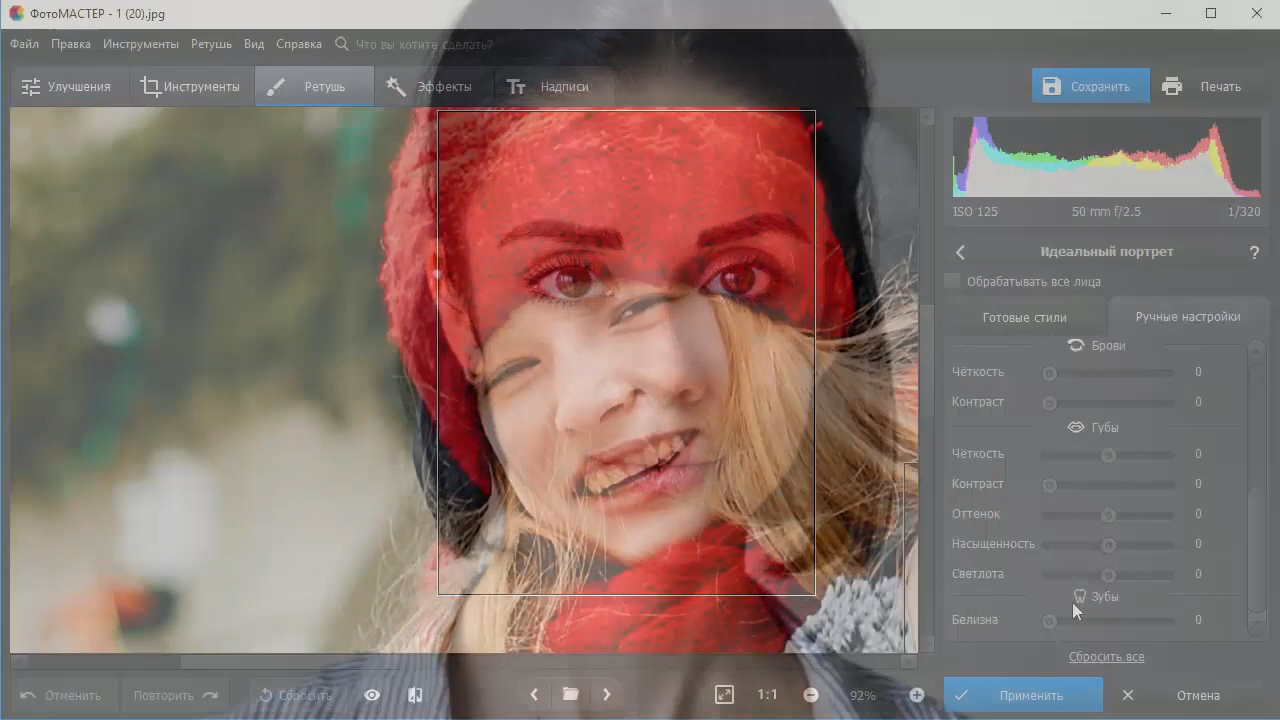 ФотоМАСТЕР - 1 (20).jpg
Файл Правка Инструменты Ретушь Вид Справка Что вы хотите сделать?
Улучшения Инструменты Ретушь Эффекты Надписи Сохранить Печать
ISO 125 50 mm f/2.5 1/320
Идеальный портрет ?
Обрабатывать все лица
Готовые стили Ручные настройки
Брови
Чёткость 0
Контраст 0
Губы
Чёткость 0
Контраст 0
Оттенок 0
Насыщенность 0
Светлота 0
Зубы
Белизна 0
Сбросить все
Отменить Повторить Сбросить 1:1 92% Применить Отмена